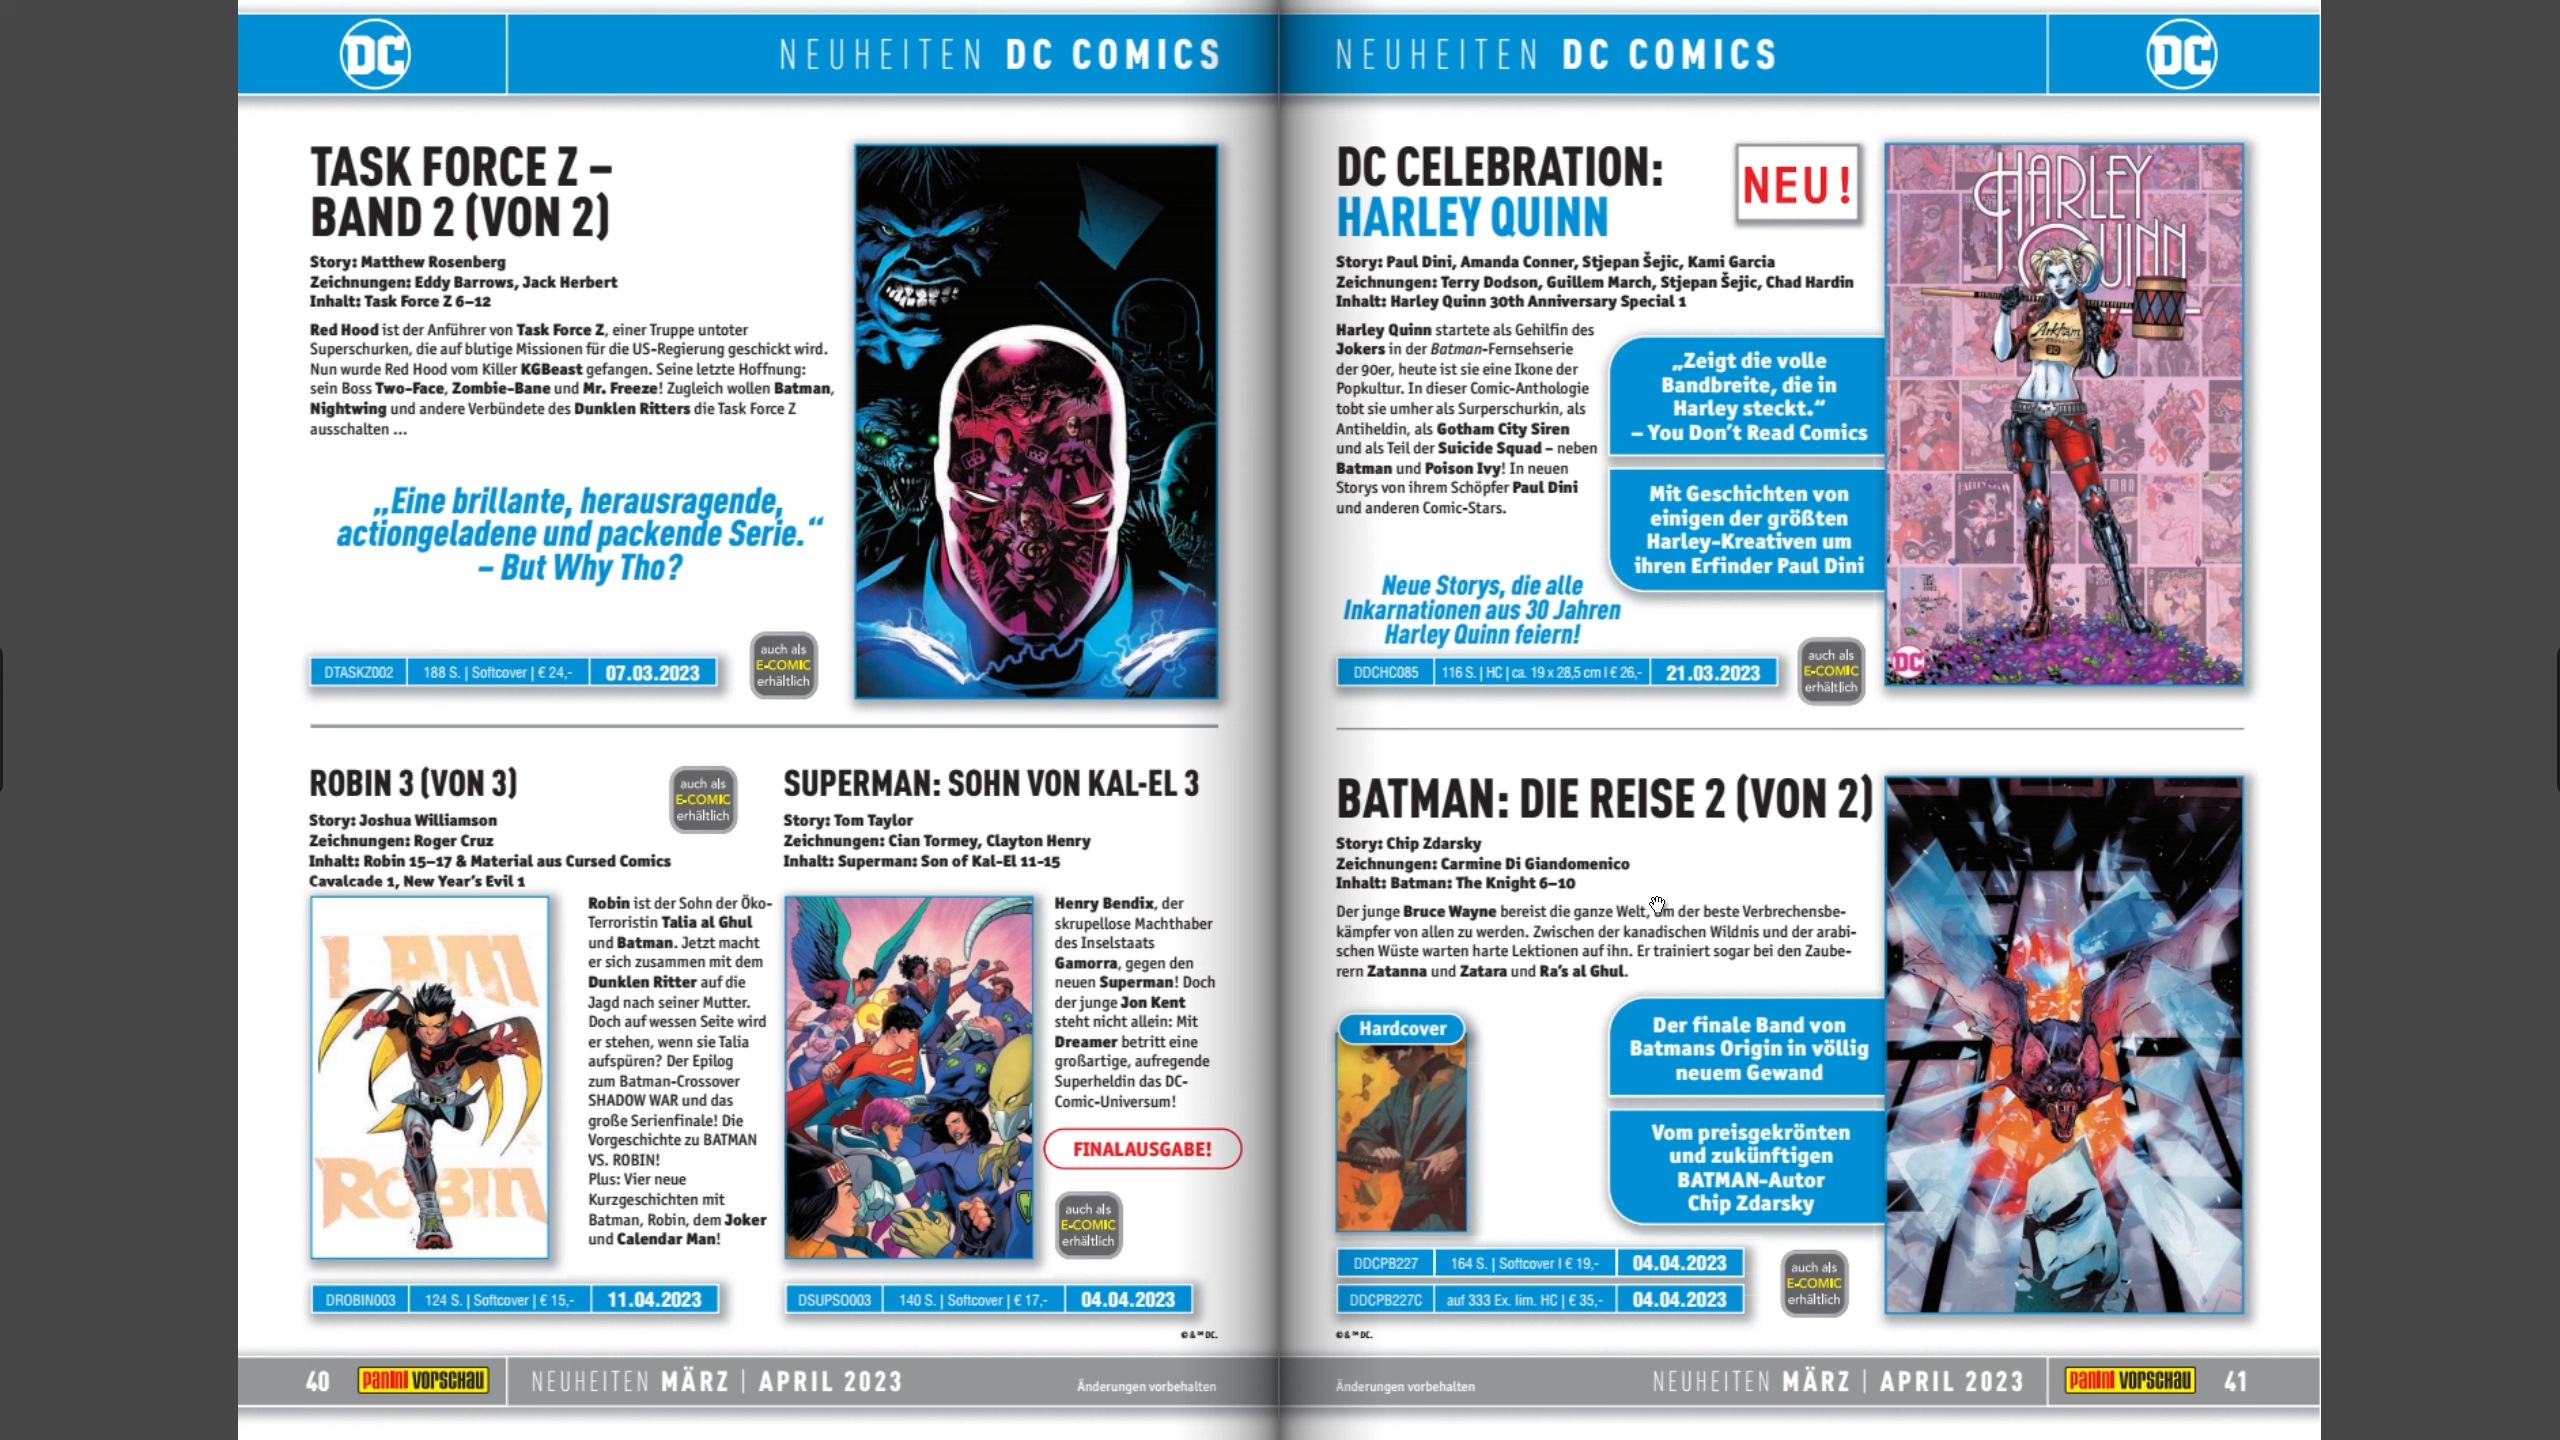 DC
NEUHEITEN DC COMICS
TASK FORCE Z –
BAND 2 (VON 2)
Story: Matthew Rosenberg
Zeichnungen: Eddy Barrows, Jack Herbert
Inhalt: Task Force Z 6–12
Red Hood ist der Anführer von Task Force Z, einer Truppe untoter
Superschurken, die auf blutige Missionen für die US-Regierung geschickt wird.
Nun wurde Red Hood vom Killer KGBeast gefangen. Seine letzte Hoffnung:
sein Boss Two-Face, Zombie-Bane und Mr. Freeze! Zugleich wollen Batman,
Nightwing und andere Verbündete des Dunklen Ritters die Task Force Z
ausschalten ...
„Eine brillante, herausragende,
actiongeladene und packende Serie.“
– But Why Tho?
DTASKZ002 188 S. | Softcover | € 24,- 07.03.2023
auch als
E-COMIC
erhältlich
ROBIN 3 (VON 3)
Story: Joshua Williamson
Zeichnungen: Roger Cruz
Inhalt: Robin 15–17 & Material aus Cursed Comics
Cavalcade 1, New Year’s Evil 1
auch als
E-COMIC
erhältlich
I AM
ROBIN
Robin ist der Sohn der Öko-
Terroristin Talia al Ghul
und Batman. Jetzt macht
er sich zusammen mit dem
Dunklen Ritter auf die
Jagd nach seiner Mutter.
Doch auf wessen Seite wird
er stehen, wenn sie Talia
aufspüren? Der Epilog
zum Batman-Crossover
SHADOW WAR und das
große Serienfinale! Die
Vorgeschichte zu BATMAN
VS. ROBIN!
Plus: Vier neue
Kurzgeschichten mit
Batman, Robin, dem Joker
und Calendar Man!
DROBIN003 124 S. | Softcover | € 15,- 11.04.2023
SUPERMAN: SOHN VON KAL-EL 3
Story: Tom Taylor
Zeichnungen: Cian Tormey, Clayton Henry
Inhalt: Superman: Son of Kal-El 11-15
Henry Bendix, der
skrupellose Machthaber
des Inselstaats
Gamorra, gegen den
neuen Superman! Doch
der junge Jon Kent
steht nicht allein: Mit
Dreamer betritt eine
großartige, aufregende
Superheldin das DC-
Comic-Universum!
FINALAUSGABE!
auch als
E-COMIC
erhältlich
DSUPSO003 140 S. | Softcover | € 17,- 04.04.2023
© & ™ DC.
40 PANINI VORSCHAU NEUHEITEN MÄRZ | APRIL 2023 Änderungen vorbehalten
NEUHEITEN DC COMICS
DC
DC CELEBRATION:
HARLEY QUINN
NEU!
Story: Paul Dini, Amanda Conner, Stjepan Šejic, Kami Garcia
Zeichnungen: Terry Dodson, Guillem March, Stjepan Šejic, Chad Hardin
Inhalt: Harley Quinn 30th Anniversary Special 1
Harley Quinn startete als Gehilfin des
Jokers in der Batman-Fernsehserie
der 90er, heute ist sie eine Ikone der
Popkultur. In dieser Comic-Anthologie
tobt sie umher als Surperschurkin, als
Antiheldin, als Gotham City Siren
und als Teil der Suicide Squad – neben
Batman und Poison Ivy! In neuen
Storys von ihrem Schöpfer Paul Dini
und anderen Comic-Stars.
„Zeigt die volle
Bandbreite, die in
Harley steckt.“
– You Don’t Read Comics
Mit Geschichten von
einigen der größten
Harley-Kreativen um
ihren Erfinder Paul Dini
Neue Storys, die alle
Inkarnationen aus 30 Jahren
Harley Quinn feiern!
DDCHC085 116 S. | HC | ca. 19 x 28,5 cm I € 26,- 21.03.2023
auch als
E-COMIC
erhältlich
HARLEY
QUINN
Arkham
30
DC
BATMAN: DIE REISE 2 (VON 2)
Story: Chip Zdarsky
Zeichnungen: Carmine Di Giandomenico
Inhalt: Batman: The Knight 6–10
Der junge Bruce Wayne bereist die ganze Welt, um der beste Verbrechensbe-
kämpfer von allen zu werden. Zwischen der kanadischen Wildnis und der arabi-
schen Wüste warten harte Lektionen auf ihn. Er trainiert sogar bei den Zaube-
rern Zatanna und Zatara und Ra’s al Ghul.
Hardcover
Der finale Band von
Batmans Origin in völlig
neuem Gewand
Vom preisgekrönten
und zukünftigen
BATMAN-Autor
Chip Zdarsky
DDCPB227 164 S. | Softcover I € 19,- 04.04.2023
DDCPB227C auf 333 Ex. lim. HC | € 35,- 04.04.2023
auch als
E-COMIC
erhältlich
© & ™ DC.
Änderungen vorbehalten NEUHEITEN MÄRZ | APRIL 2023 PANINI VORSCHAU 41